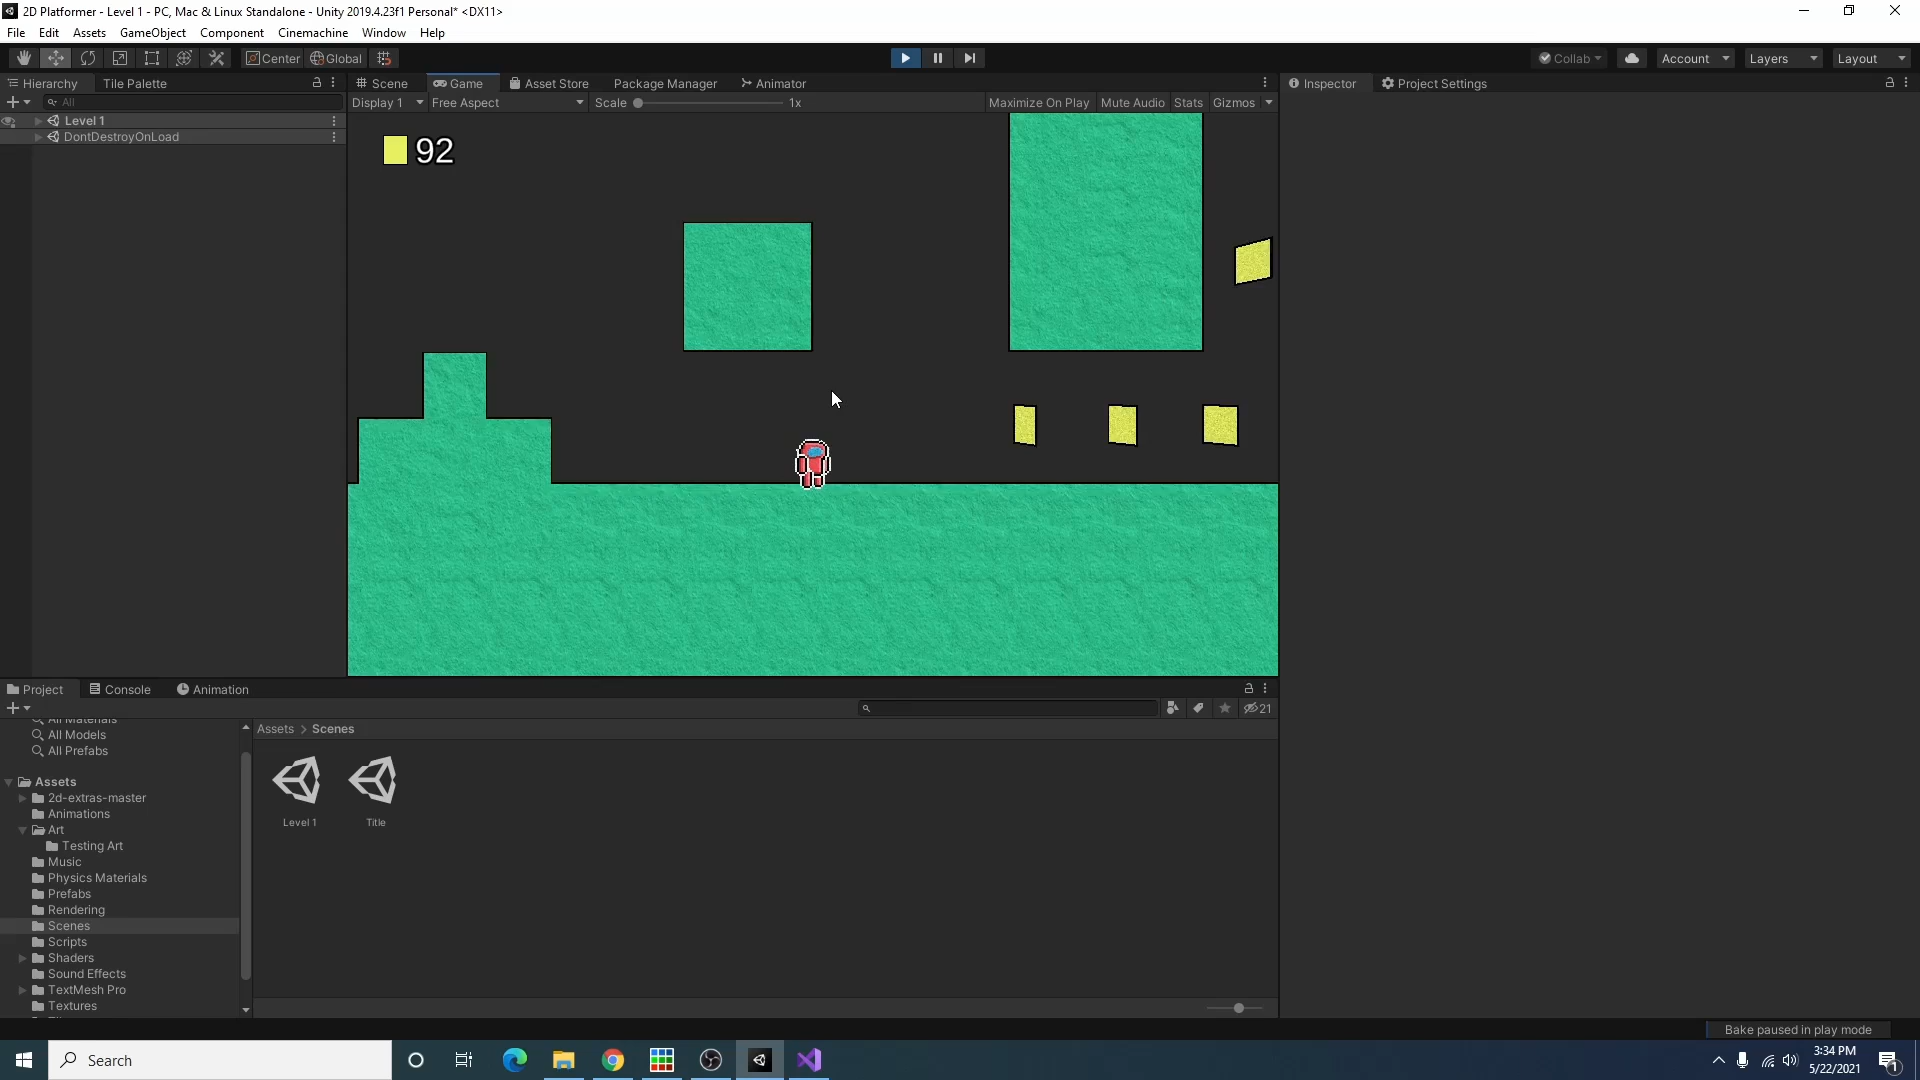 2D Platformer - Level 1 - PC, Mac & Linux Standalone - Unity 2019.4.23f1 Personal* <DX11>
File Edit Assets GameObject Component Cinemachine Window Help
Center Global Collab Account Layers Layout
Hierarchy Tile Palette Scene Game Asset Store Package Manager Animator Inspector Project Settings
All Display 1 Free Aspect Scale 1x Maximize On Play Mute Audio Stats Gizmos
Level 1
DontDestroyOnLoad
92
Project Console Animation
21
All Materials
All Models
All Prefabs
Assets > Scenes
Level 1 Title
Assets
2d-extras-master
Animations
Art
Testing Art
Music
Physics Materials
Prefabs
Rendering
Scenes
Scripts
Shaders
Sound Effects
TextMesh Pro
Textures
Bake paused in play mode
Search
3:34 PM
5/22/2021
1